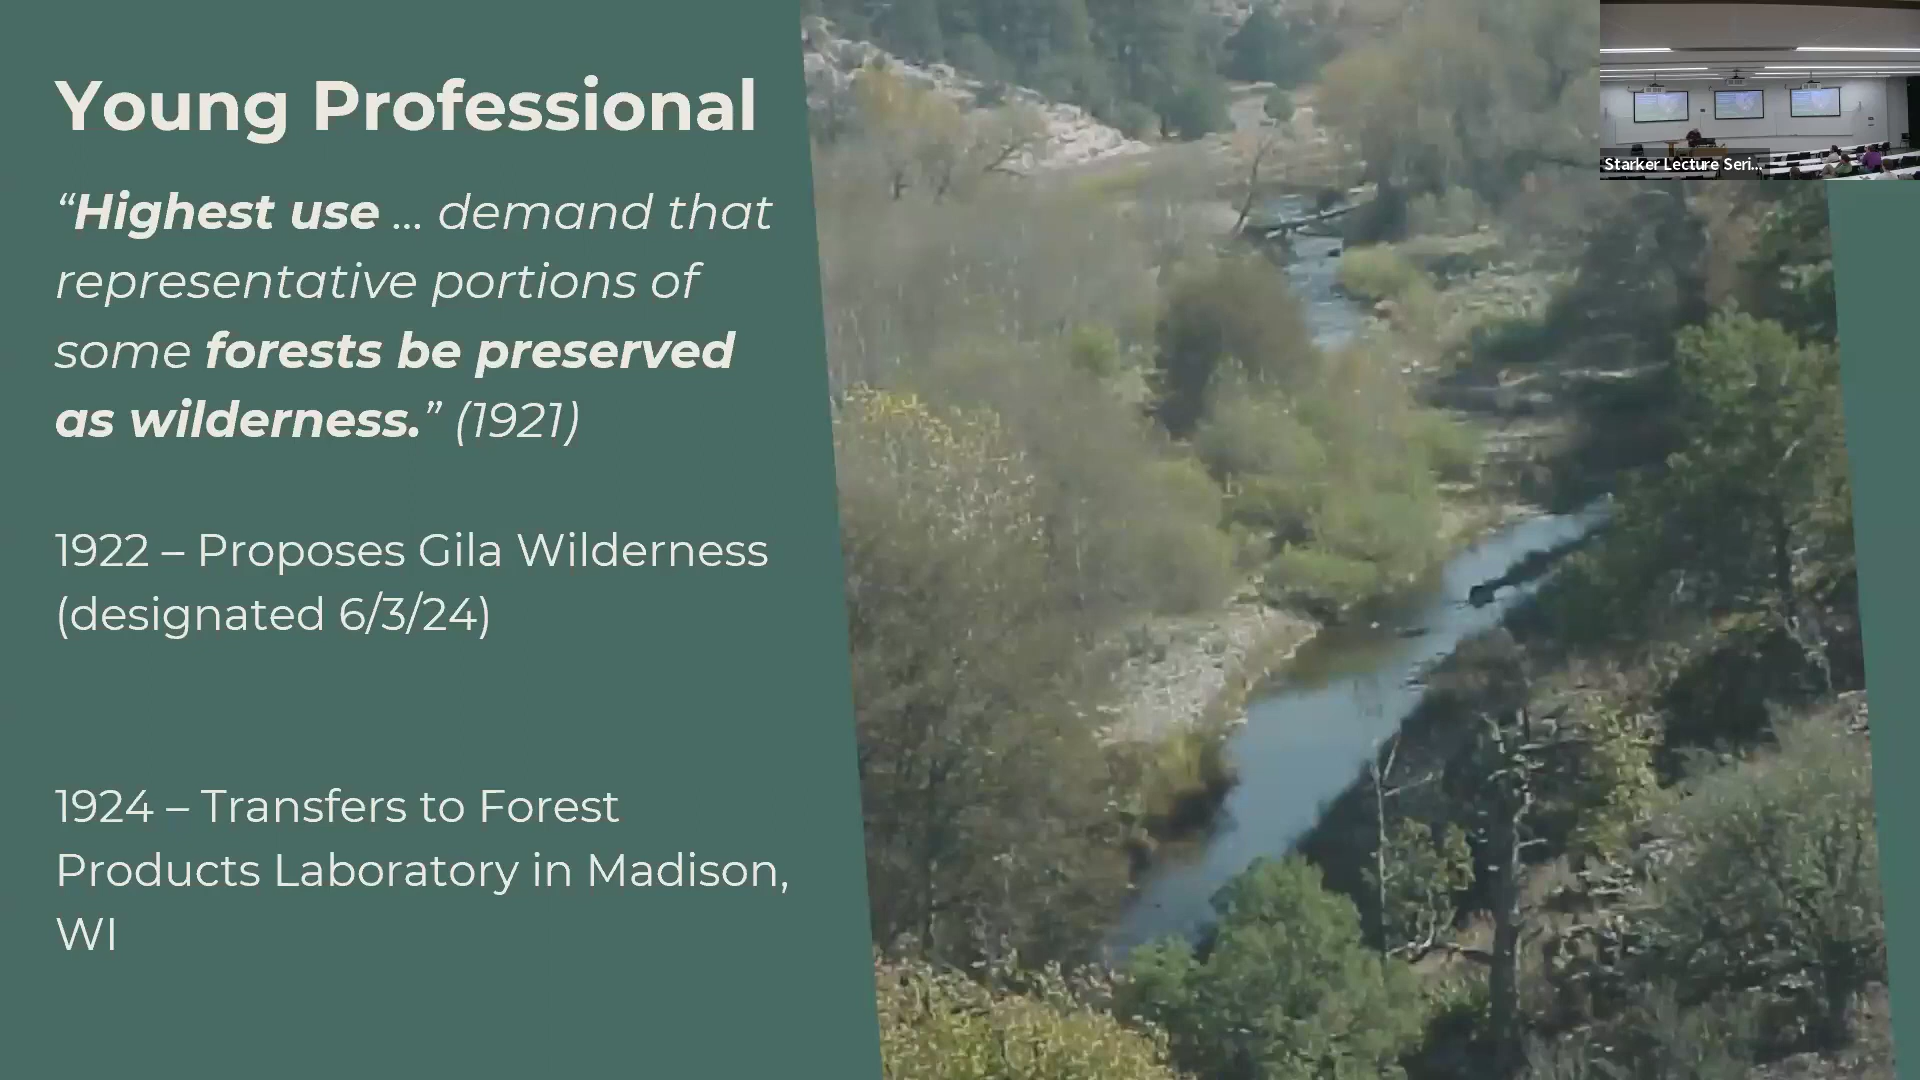 Young Professional
“Highest use ... demand that
representative portions of
some forests be preserved
as wilderness.” (1921)
1922 – Proposes Gila Wilderness
(designated 6/3/24)
1924 – Transfers to Forest
Products Laboratory in Madison,
WI
Starker Lecture Seri...